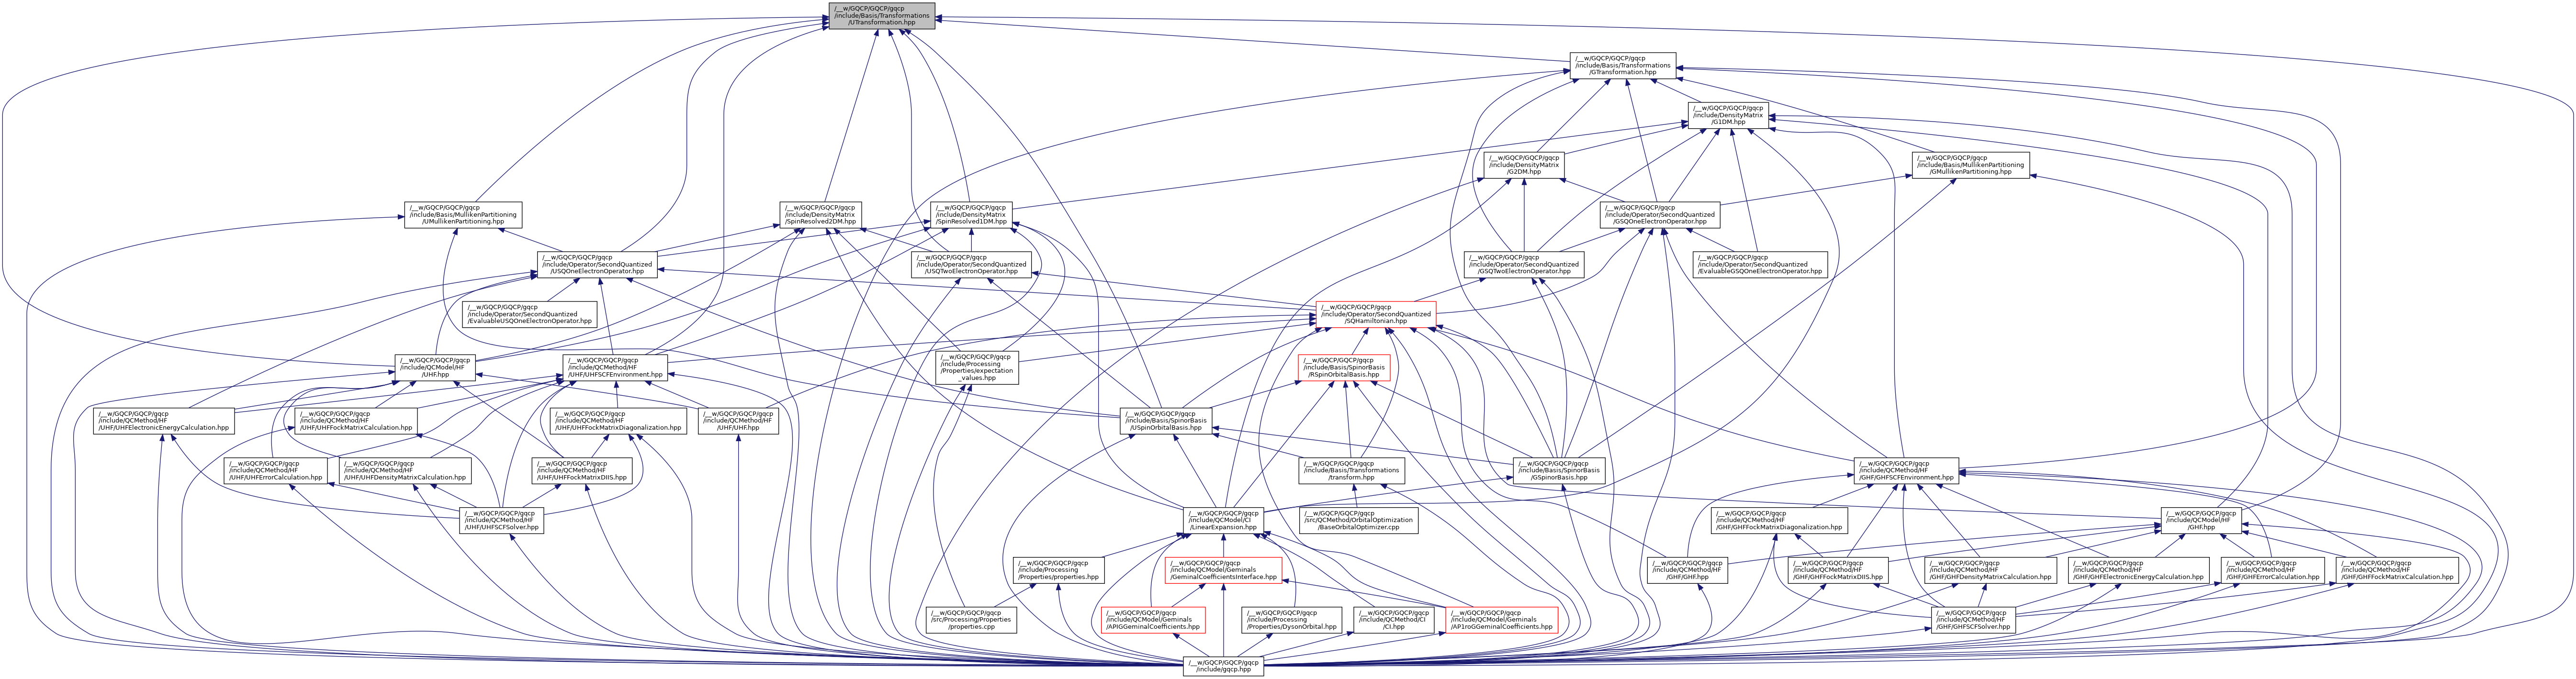 /__w/GQCP/GQCP/gqcp
/include/Basis/Transformations
/UTransformation.hpp
/__w/GQCP/GQCP/gqcp
/include/Basis/Transformations
/GTransformation.hpp
/__w/GQCP/GQCP/gqcp
/include/DensityMatrix
/G1DM.hpp
/__w/GQCP/GQCP/gqcp
/include/DensityMatrix
/G2DM.hpp
/__w/GQCP/GQCP/gqcp
/include/Basis/MullikenPartitioning
/GMullikenPartitioning.hpp
/__w/GQCP/GQCP/gqcp
/include/Basis/MullikenPartitioning
/UMullikenPartitioning.hpp
/__w/GQCP/GQCP/gqcp
/include/DensityMatrix
/SpinResolved2DM.hpp
/__w/GQCP/GQCP/gqcp
/include/DensityMatrix
/SpinResolved1DM.hpp
/__w/GQCP/GQCP/gqcp
/include/Operator/SecondQuantized
/GSQOneElectronOperator.hpp
/__w/GQCP/GQCP/gqcp
/include/Operator/SecondQuantized
/USQOneElectronOperator.hpp
/__w/GQCP/GQCP/gqcp
/include/Operator/SecondQuantized
/USQTwoElectronOperator.hpp
/__w/GQCP/GQCP/gqcp
/include/Operator/SecondQuantized
/GSQTwoElectronOperator.hpp
/__w/GQCP/GQCP/gqcp
/include/Operator/SecondQuantized
/EvaluableGSQOneElectronOperator.hpp
/__w/GQCP/GQCP/gqcp
/include/Operator/SecondQuantized
/EvaluableUSQOneElectronOperator.hpp
/__w/GQCP/GQCP/gqcp
/include/Operator/SecondQuantized
/SQHamiltonian.hpp
/__w/GQCP/GQCP/gqcp
/include/QCModel/HF
/UHF.hpp
/__w/GQCP/GQCP/gqcp
/include/QCMethod/HF
/UHF/UHFSCFEnvironment.hpp
/__w/GQCP/GQCP/gqcp
/include/Processing
/Properties/expectation
_values.hpp
/__w/GQCP/GQCP/gqcp
/include/Basis/SpinorBasis
/RSpinOrbitalBasis.hpp
/__w/GQCP/GQCP/gqcp
/include/QCMethod/HF
/UHF/UHFElectronicEnergyCalculation.hpp
/__w/GQCP/GQCP/gqcp
/include/QCMethod/HF
/UHF/UHFFockMatrixCalculation.hpp
/__w/GQCP/GQCP/gqcp
/include/QCMethod/HF
/UHF/UHFFockMatrixDiagonalization.hpp
/__w/GQCP/GQCP/gqcp
/include/QCMethod/HF
/UHF/UHF.hpp
/__w/GQCP/GQCP/gqcp
/include/Basis/SpinorBasis
/USpinOrbitalBasis.hpp
/__w/GQCP/GQCP/gqcp
/include/QCMethod/HF
/UHF/UHFErrorCalculation.hpp
/__w/GQCP/GQCP/gqcp
/include/QCMethod/HF
/UHF/UHFDensityMatrixCalculation.hpp
/__w/GQCP/GQCP/gqcp
/include/QCMethod/HF
/UHF/UHFFockMatrixDIIS.hpp
/__w/GQCP/GQCP/gqcp
/include/Basis/Transformations
/transform.hpp
/__w/GQCP/GQCP/gqcp
/include/Basis/SpinorBasis
/GSpinorBasis.hpp
/__w/GQCP/GQCP/gqcp
/include/QCMethod/HF
/GHF/GHFSCFEnvironment.hpp
/__w/GQCP/GQCP/gqcp
/include/QCMethod/HF
/UHF/UHFSCFSolver.hpp
/__w/GQCP/GQCP/gqcp
/include/QCModel/CI
/LinearExpansion.hpp
/__w/GQCP/GQCP/gqcp
/src/QCMethod/OrbitalOptimization
/BaseOrbitalOptimizer.cpp
/__w/GQCP/GQCP/gqcp
/include/QCMethod/HF
/GHF/GHFFockMatrixDiagonalization.hpp
/__w/GQCP/GQCP/gqcp
/include/QCModel/HF
/GHF.hpp
/__w/GQCP/GQCP/gqcp
/include/Processing
/Properties/properties.hpp
/__w/GQCP/GQCP/gqcp
/include/QCModel/Geminals
/GeminalCoefficientsInterface.hpp
/__w/GQCP/GQCP/gqcp
/include/QCMethod/HF
/GHF/GHF.hpp
/__w/GQCP/GQCP/gqcp
/include/QCMethod/HF
/GHF/GHFFockMatrixDIIS.hpp
/__w/GQCP/GQCP/gqcp
/include/QCMethod/HF
/GHF/GHFDensityMatrixCalculation.hpp
/__w/GQCP/GQCP/gqcp
/include/QCMethod/HF
/GHF/GHFElectronicEnergyCalculation.hpp
/__w/GQCP/GQCP/gqcp
/include/QCMethod/HF
/GHF/GHFErrorCalculation.hpp
/__w/GQCP/GQCP/gqcp
/include/QCMethod/HF
/GHF/GHFFockMatrixCalculation.hpp
/__w/GQCP/GQCP/gqcp
/src/Processing/Properties
/properties.cpp
/__w/GQCP/GQCP/gqcp
/include/QCModel/Geminals
/APIGGeminalCoefficients.hpp
/__w/GQCP/GQCP/gqcp
/include/Processing
/Properties/DysonOrbital.hpp
/__w/GQCP/GQCP/gqcp
/include/QCMethod/CI
/CI.hpp
/__w/GQCP/GQCP/gqcp
/include/QCModel/Geminals
/AP1roGGeminalCoefficients.hpp
/__w/GQCP/GQCP/gqcp
/include/QCMethod/HF
/GHF/GHFSCFSolver.hpp
/__w/GQCP/GQCP/gqcp
/include/gqcp.hpp